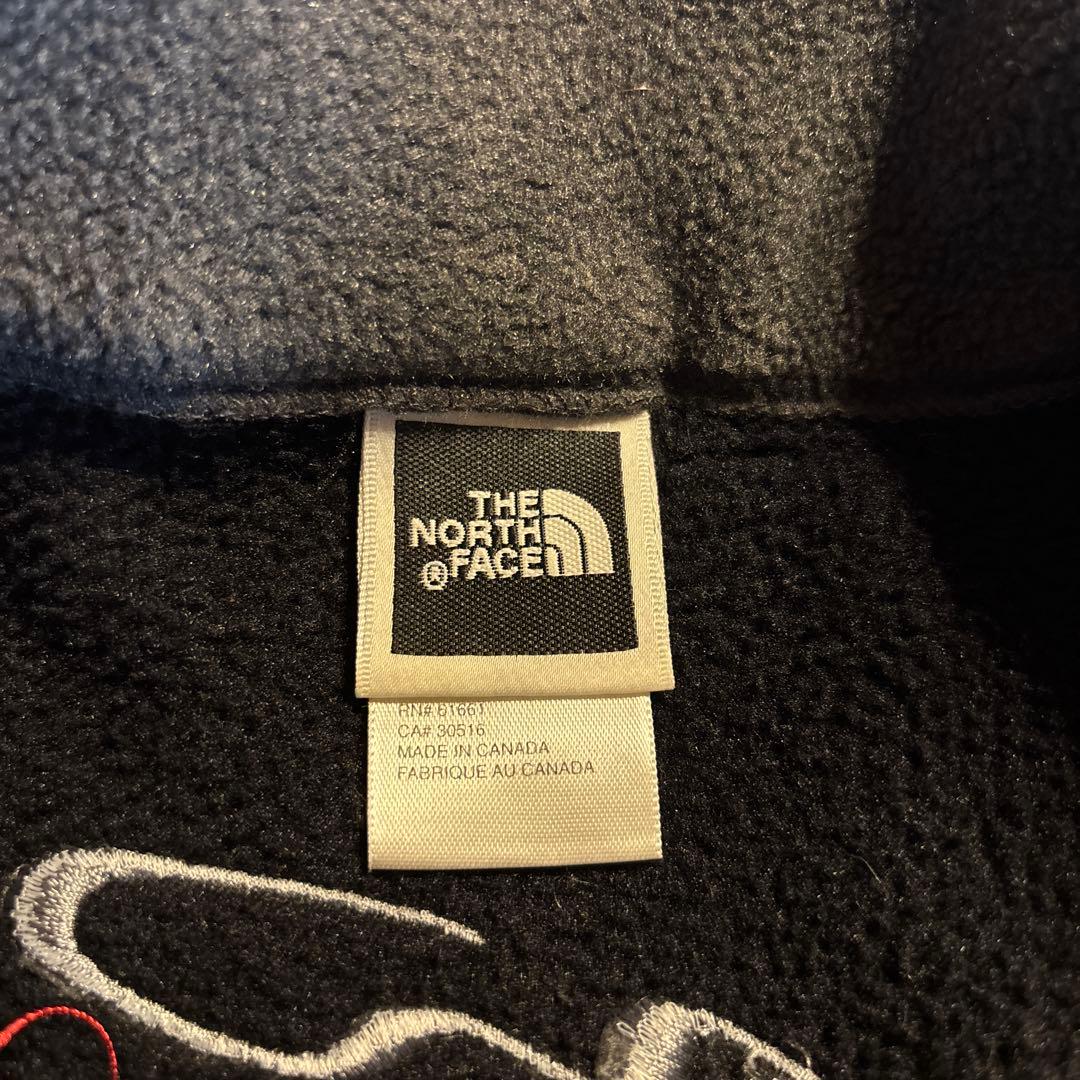 THE
NORTH
®FACE
RN# 61661
CA# 30516
MADE IN CANADA
FABRIQUE AU CANADA